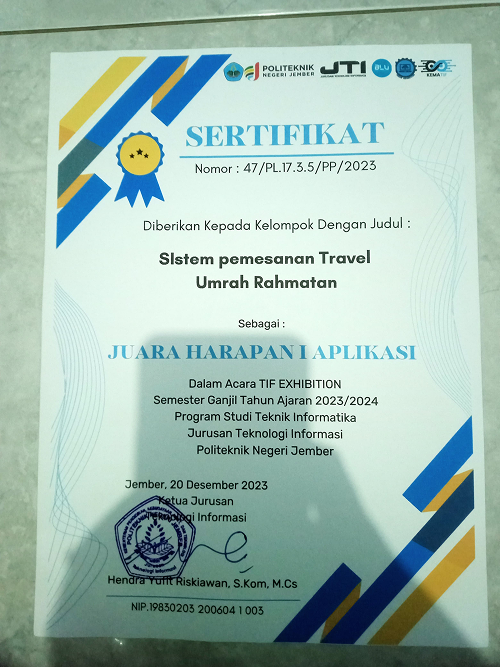 POLITEKNIK
NEGERI JEMBER
JTI
BLU
KEMATIF
SERTIFIKAT
Nomor : 47/PL.17.3.5/PP/2023
Diberikan Kepada Kelompok Dengan Judul :
SIstem pemesanan Travel
Umrah Rahmatan
Sebagai :
JUARA HARAPAN I APLIKASI
Dalam Acara TIF EXHIBITION
Semester Ganjil Tahun Ajaran 2023/2024
Program Studi Teknik Informatika
Jurusan Teknologi Informasi
Politeknik Negeri Jember
Jember, 20 Desember 2023
Ketua Jurusan
Teknologi Informasi
Hendra Yufit Riskiawan, S.Kom, M.Cs
NIP.19830203 200604 1 003